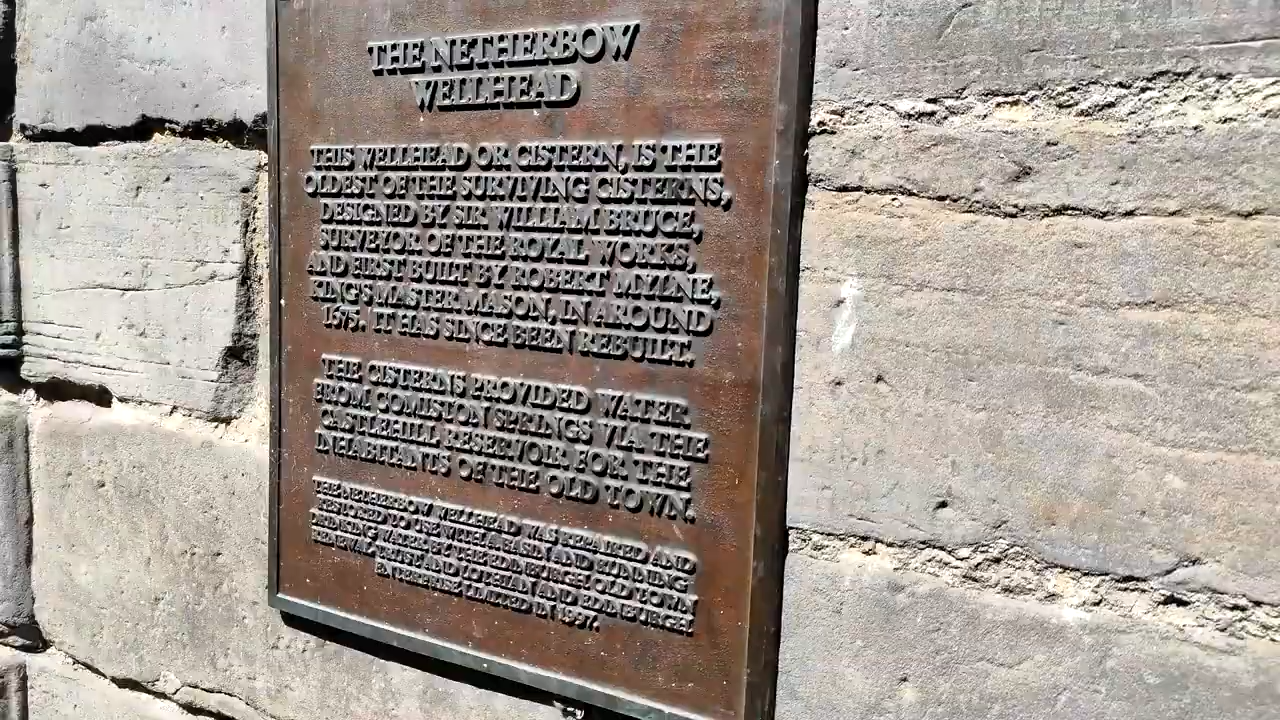 THE NETHERBOW
WELLHEAD
THIS WELLHEAD OR CISTERN, IS THE
OLDEST OF THE SURVIVING CISTERNS,
DESIGNED BY SIR WILLIAM BRUCE,
SURVEYOR OF THE ROYAL WORKS,
AND FIRST BUILT BY ROBERT MYLNE,
KING'S MASTER MASON, IN AROUND
1675. IT HAS SINCE BEEN REBUILT.
THE CISTERNS PROVIDED WATER
FROM COMISTON SPRINGS VIA THE
CASTLEHILL RESERVOIR FOR THE
INHABITANTS OF THE OLD TOWN.
THE NETHERBOW WELLHEAD WAS REPAIRED AND
RESTORED TO USE WITH A BASIN AND RUNNING
DRINKING WATER BY THE EDINBURGH OLD TOWN
RENEWAL TRUST AND LOTHIAN AND EDINBURGH
ENTERPRISE LIMITED IN 1997.